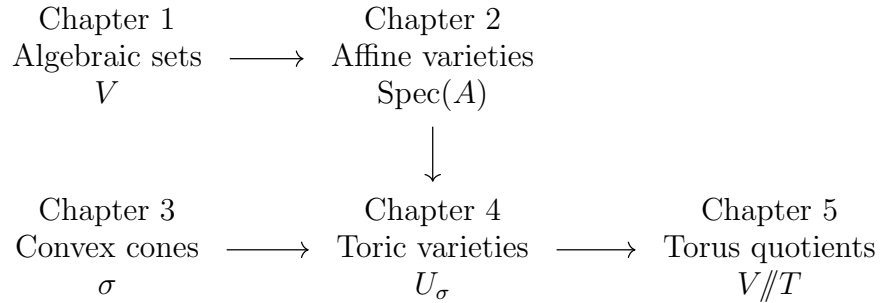 Chapter 1
Algebraic sets
V
Chapter 2
Affine varieties
Spec(A)
Chapter 3
Convex cones
σ
Chapter 4
Toric varieties
U_σ
Chapter 5
Torus quotients
V//T